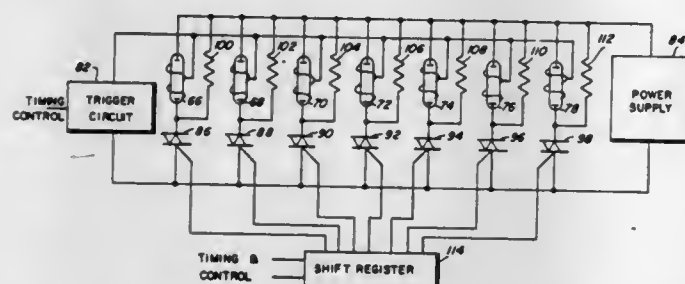 84
100 102 104 106 108 110 112
82
TIMING CONTROL
TRIGGER CIRCUIT
66 68 70 72 74 76 78
POWER SUPPLY
86 88 90 92 94 96 98
114
TIMING &
CONTROL
SHIFT REGISTER